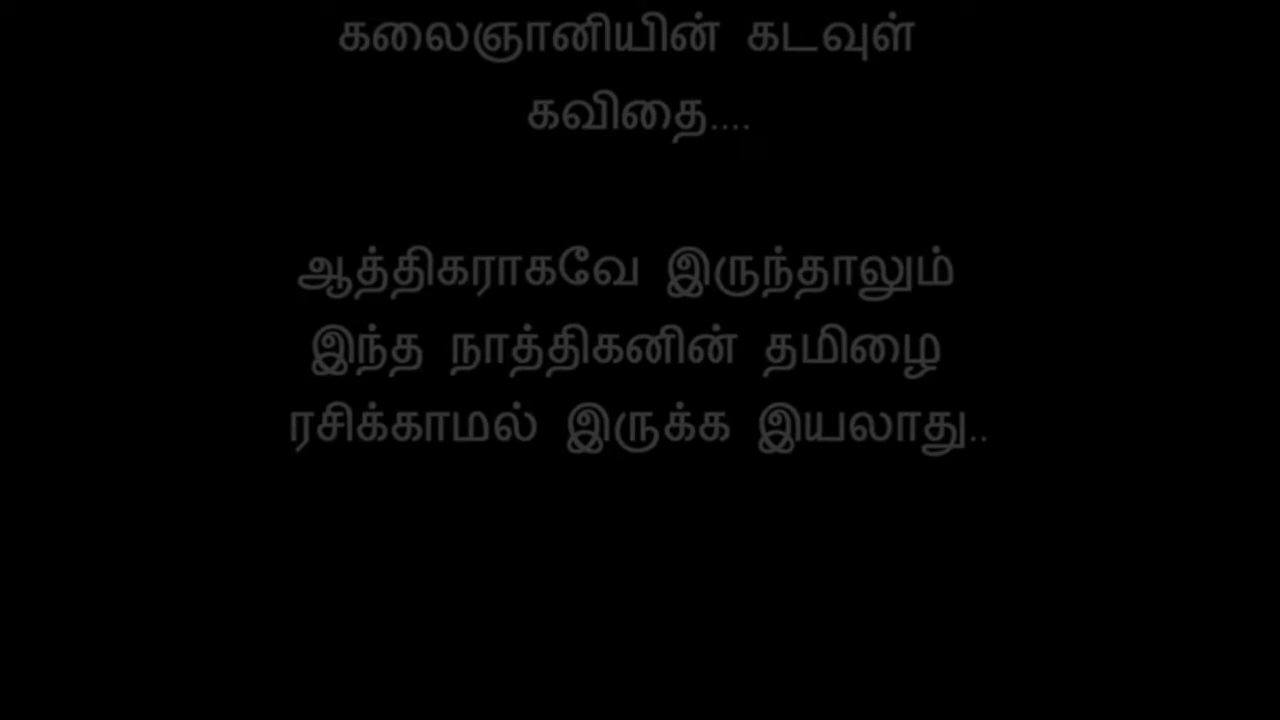 கலைஞானியின் கடவுள்
கவிதை....
ஆத்திகராகவே இருந்தாலும்
இந்த நாத்திகனின் தமிழை
ரசிக்காமல் இருக்க இயலாது..